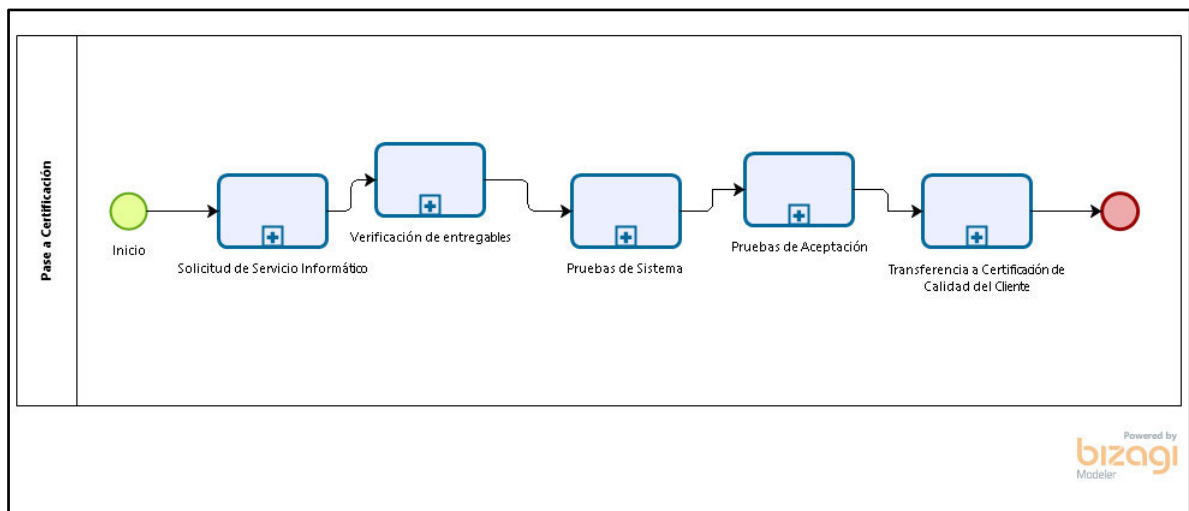 Pase a Certificación
Inicio
Solicitud de Servicio Informático
Verificación de entregables
Pruebas de Sistema
Pruebas de Aceptación
Transferencia a Certificación de
Calidad del Cliente
Powered by
bizagi
Modeler